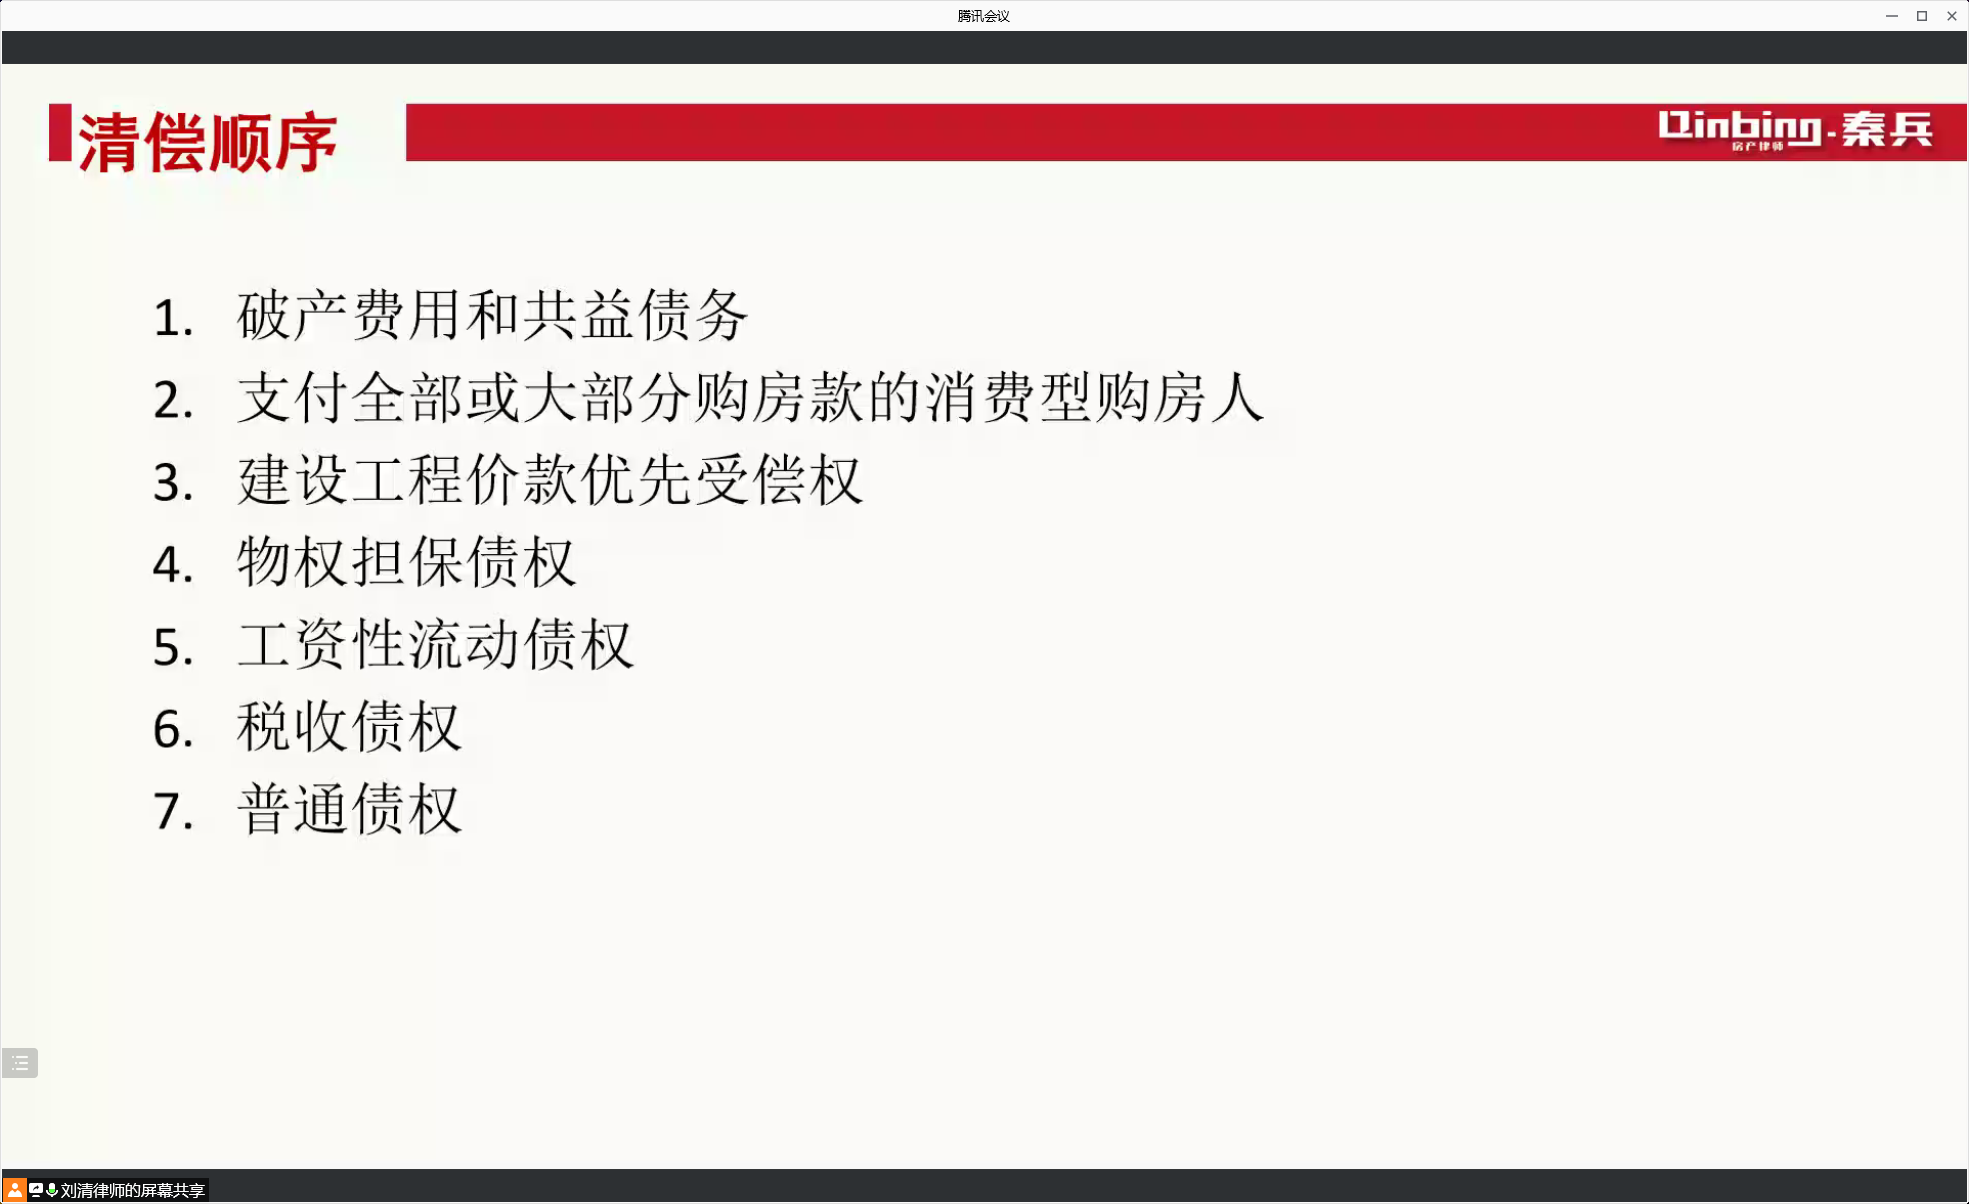 腾讯会议
清偿顺序
Qinbing-秦兵
房产律师
1. 破产费用和共益债务
2. 支付全部或大部分购房款的消费型购房人
3. 建设工程价款优先受偿权
4. 物权担保债权
5. 工资性流动债权
6. 税收债权
7. 普通债权
刘清律师的屏幕共享